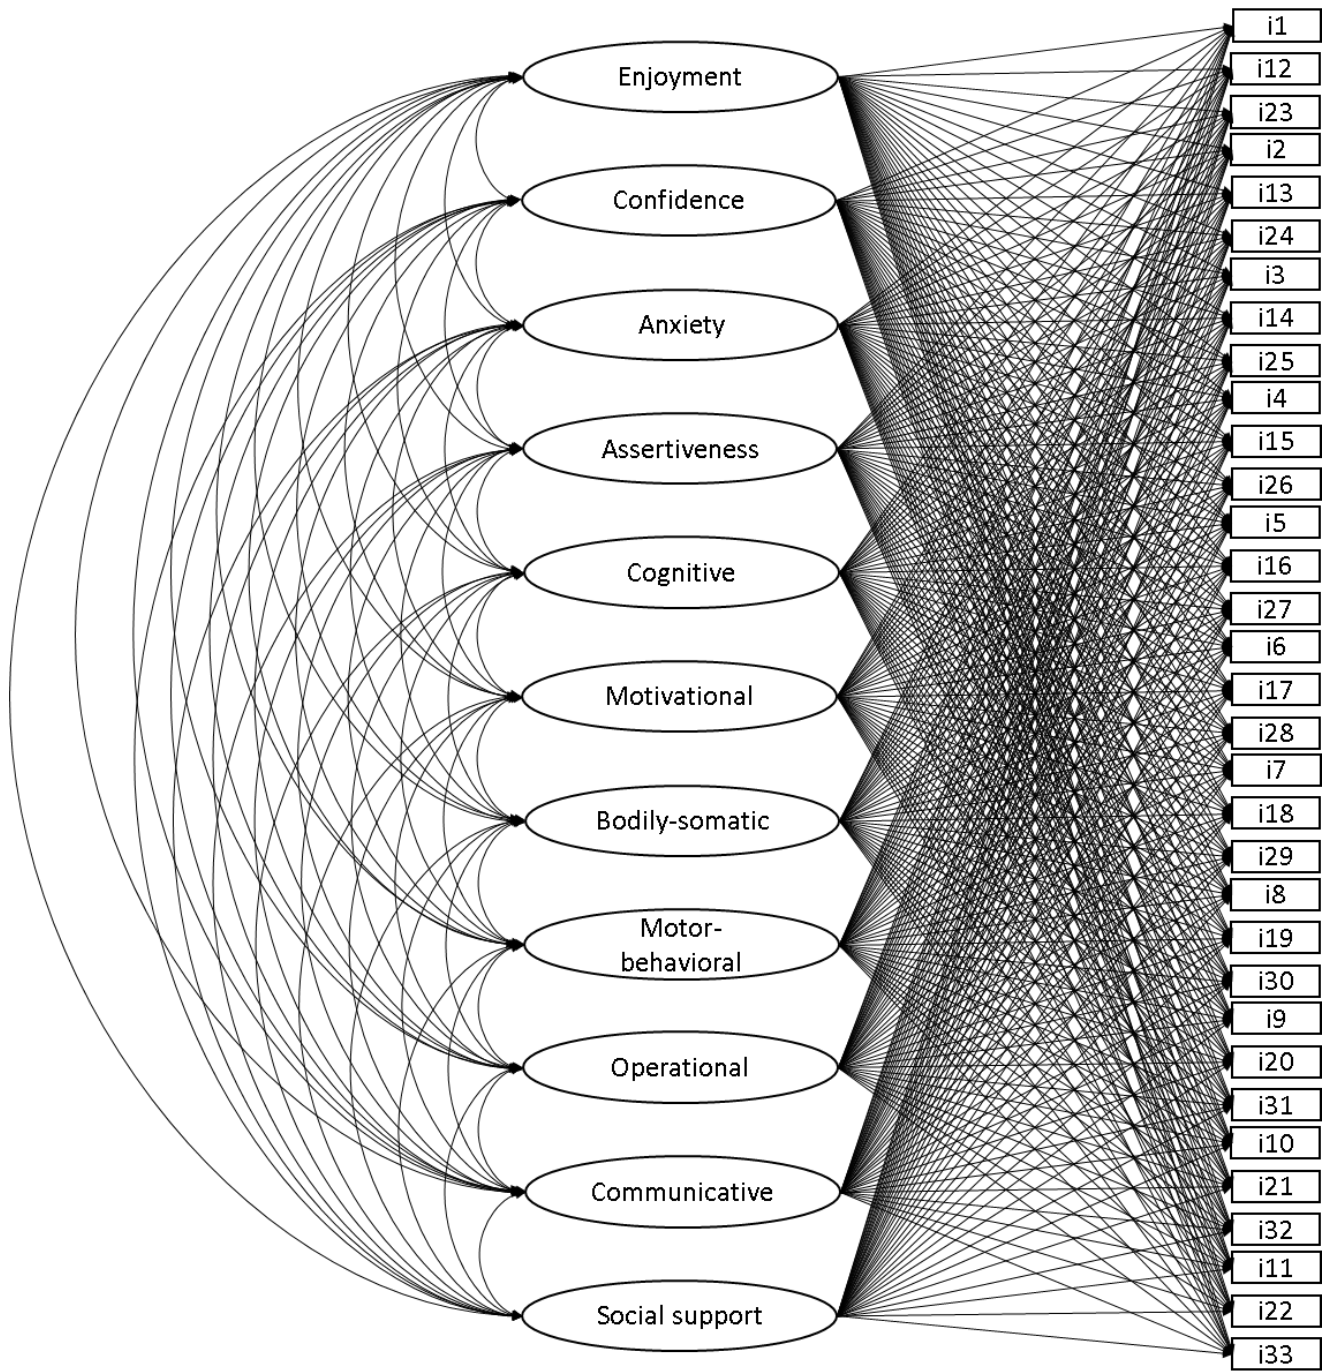 Enjoyment
Confidence
Anxiety
Assertiveness
Cognitive
Motivational
Bodily-somatic
Motor-
behavioral
Operational
Communicative
Social support
i1
i12
i23
i2
i13
i24
i3
i14
i25
i4
i15
i26
i5
i16
i27
i6
i17
i28
i7
i18
i29
i8
i19
i30
i9
i20
i31
i10
i21
i32
i11
i22
i33